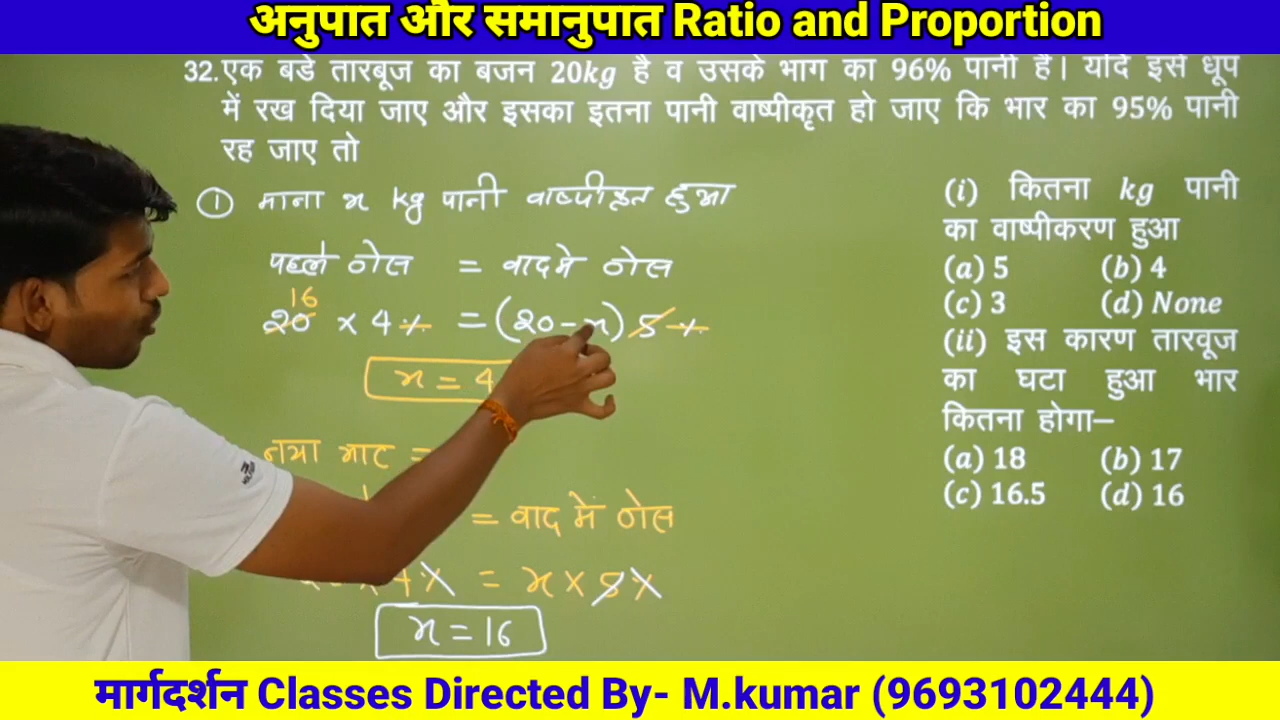 अनुपात और समानुपात Ratio and Proportion
32. एक बडे तारबूज का बजन 20kg है व उसके भाग का 96% पानी है। यदि इसे धूप
में रख दिया जाए और इसका इतना पानी वाष्पीकृत हो जाए कि भार का 95% पानी
रह जाए तो
① माना x kg पानी वाष्पीकृत हुआ
पहले ठोस = वाद मे ठोस
16
20 × 4% = (20-x) 5%
x = 4
नया भार =
= वाद में ठोस
4% = x × 5%
x = 16
(i) कितना kg पानी
का वाष्पीकरण हुआ
(a) 5 (b) 4
(c) 3 (d) None
(ii) इस कारण तारवूज
का घटा हुआ भार
कितना होगा–
(a) 18 (b) 17
(c) 16.5 (d) 16
मार्गदर्शन Classes Directed By- M.kumar (9693102444)